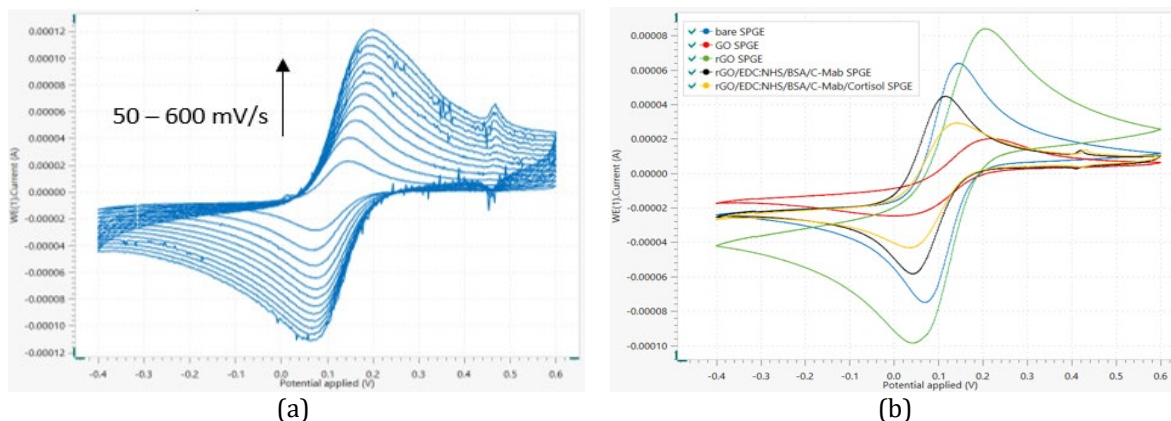 0.00012
0.00010
0.00008
0.00006
0.00004
0.00002
0.00000
-0.00002
-0.00004
-0.00006
-0.00008
-0.00010
-0.00012
WE(1).Current (A)
50 – 600 mV/s
-0.4 -0.3 -0.2 -0.1 0.0 0.1 0.2 0.3 0.4 0.5 0.6
Potential applied (V)
(a)
0.00008
0.00006
0.00004
0.00002
0.00000
-0.00002
-0.00004
-0.00006
-0.00008
-0.00010
WE(1).Current (A)
bare SPGE
GO SPGE
rGO SPGE
rGO/EDC:NHS/BSA/C-Mab SPGE
rGO/EDC:NHS/BSA/C-Mab/Cortisol SPGE
-0.4 -0.3 -0.2 -0.1 0.0 0.1 0.2 0.3 0.4 0.5 0.6
Potential applied (V)
(b)